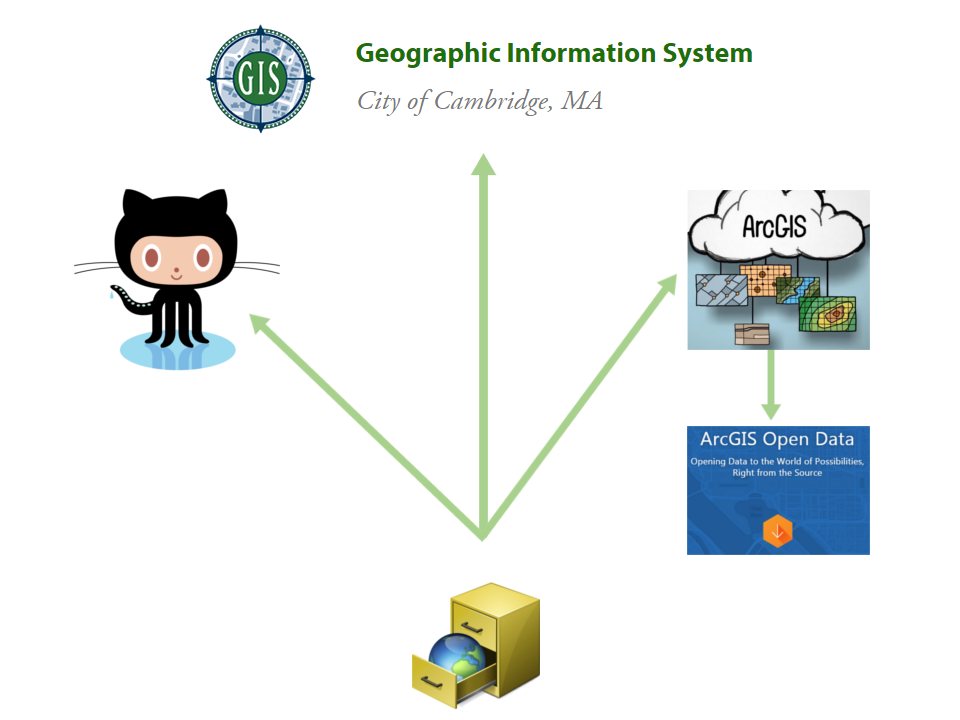 GIS
Geographic Information System
City of Cambridge, MA
ArcGIS
ArcGIS Open Data
Opening Data to the World of Possibilities,
Right from the Source